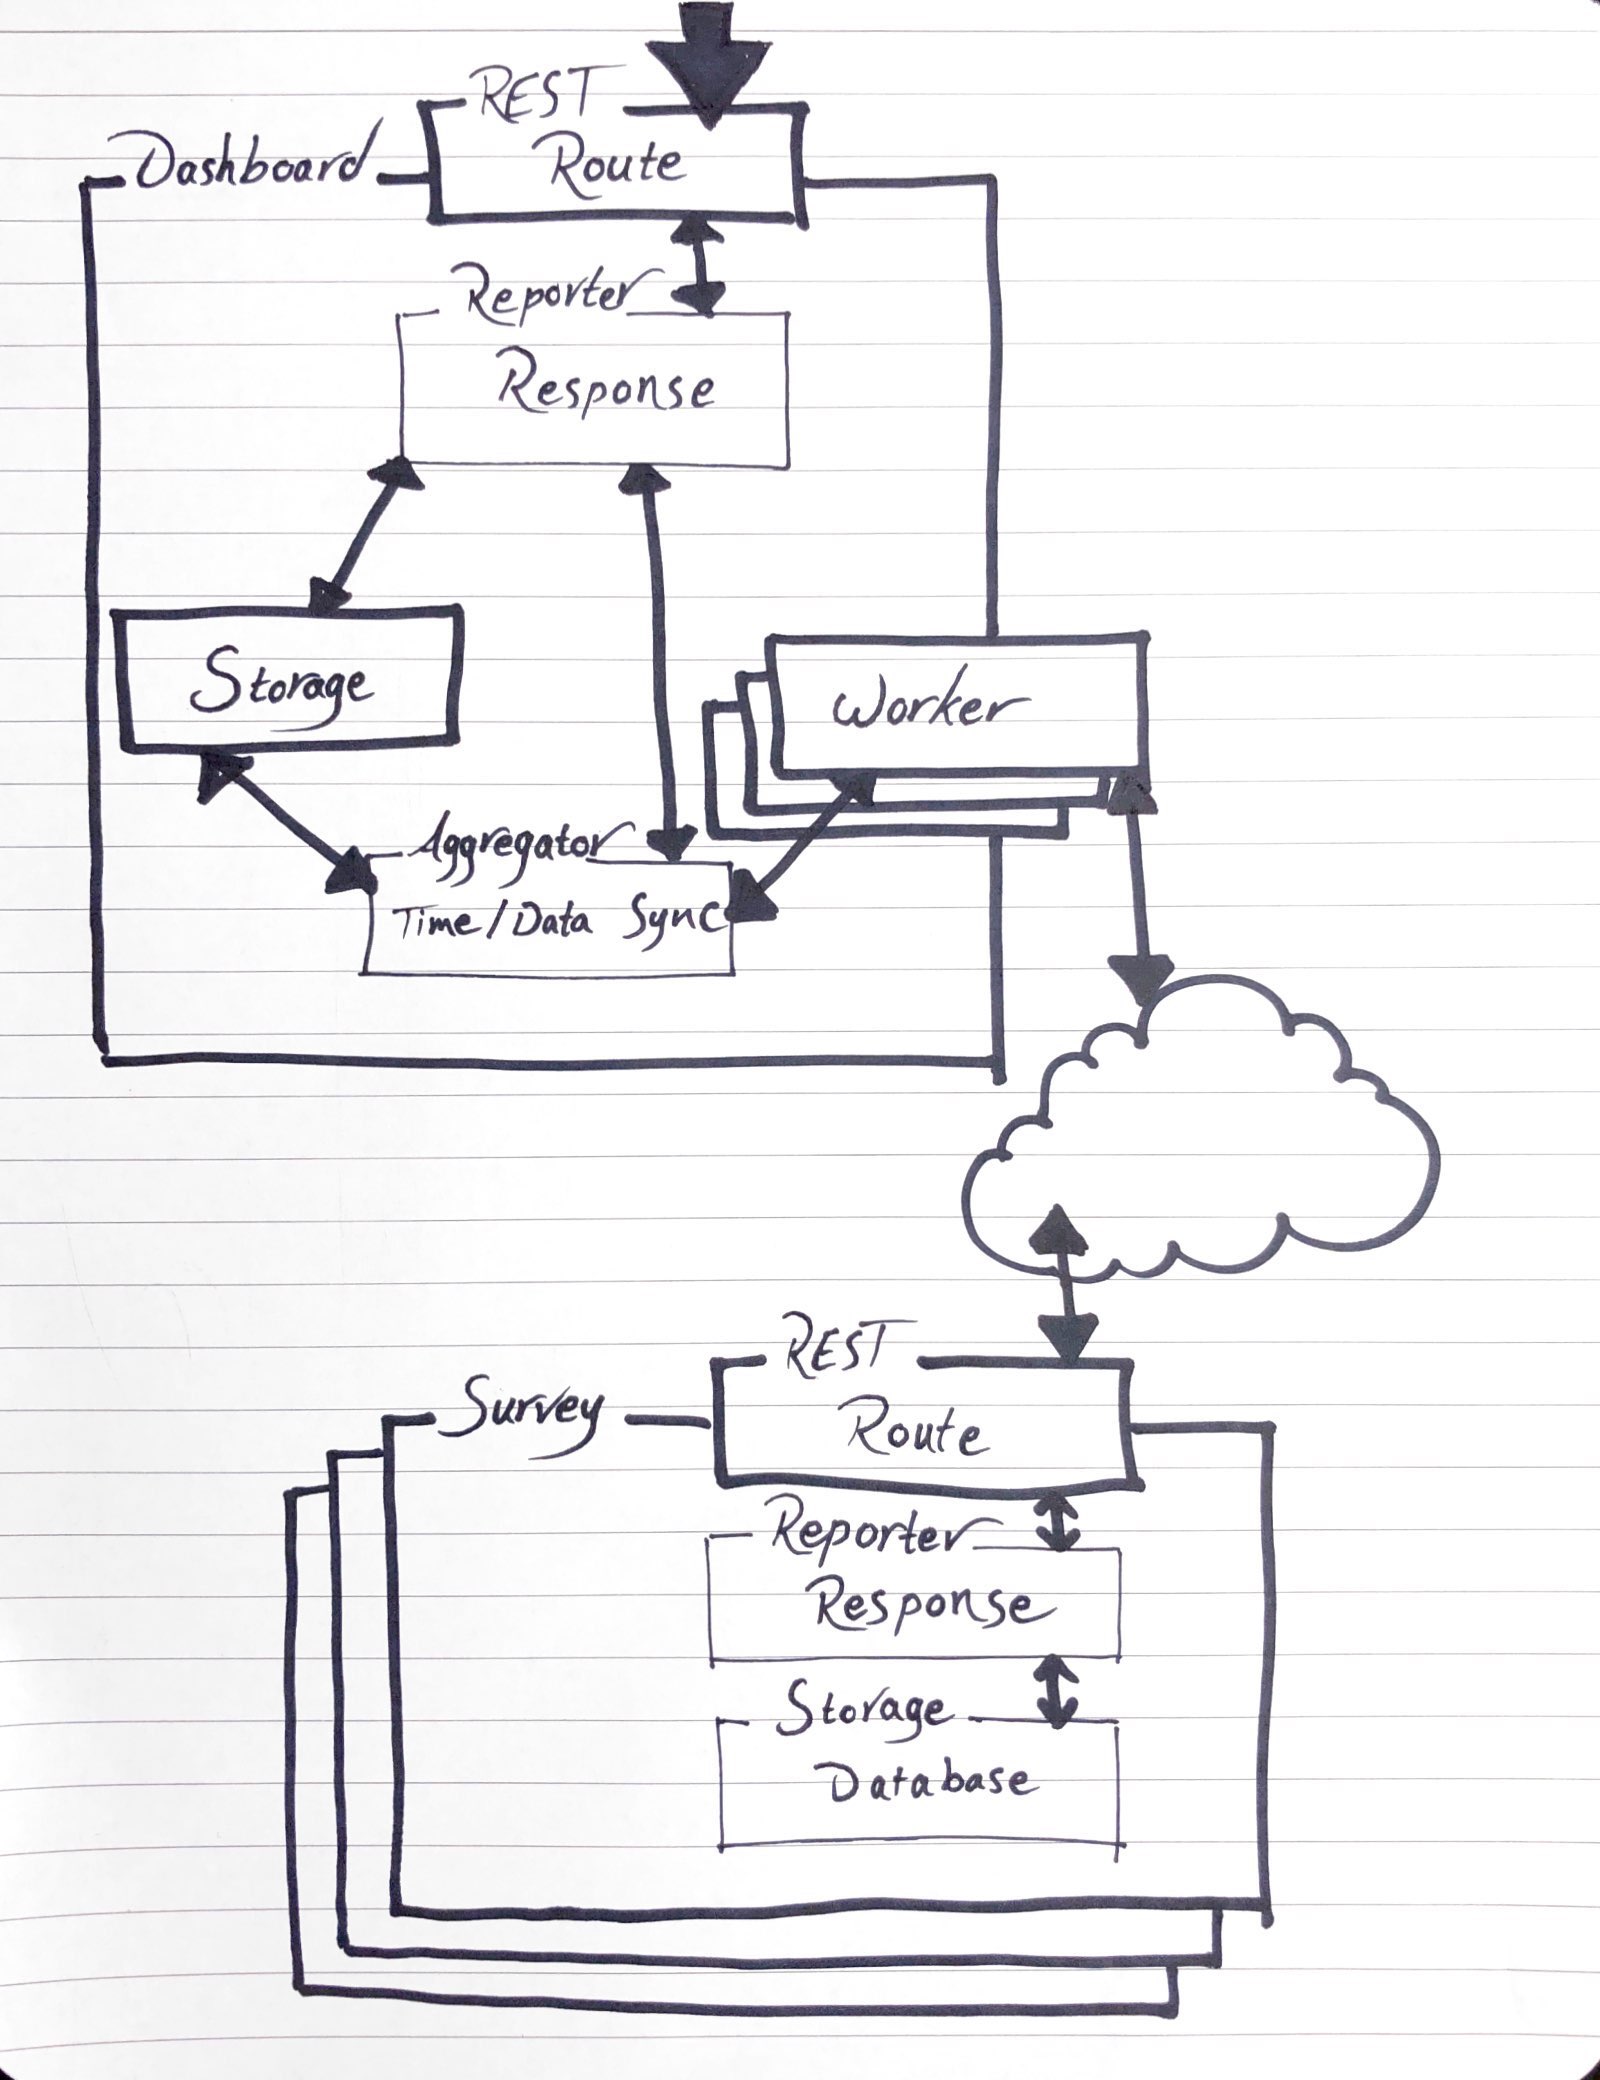 REST
Dashboard
Route
Reporter
Response
Storage
Worker
Aggregator
Time/Data Sync
REST
Survey
Route
Reporter
Response
Storage
Database